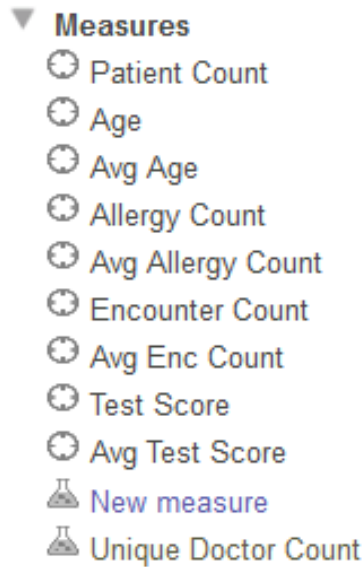 Measures
Patient Count
Age
Avg Age
Allergy Count
Avg Allergy Count
Encounter Count
Avg Enc Count
Test Score
Avg Test Score
New measure
Unique Doctor Count